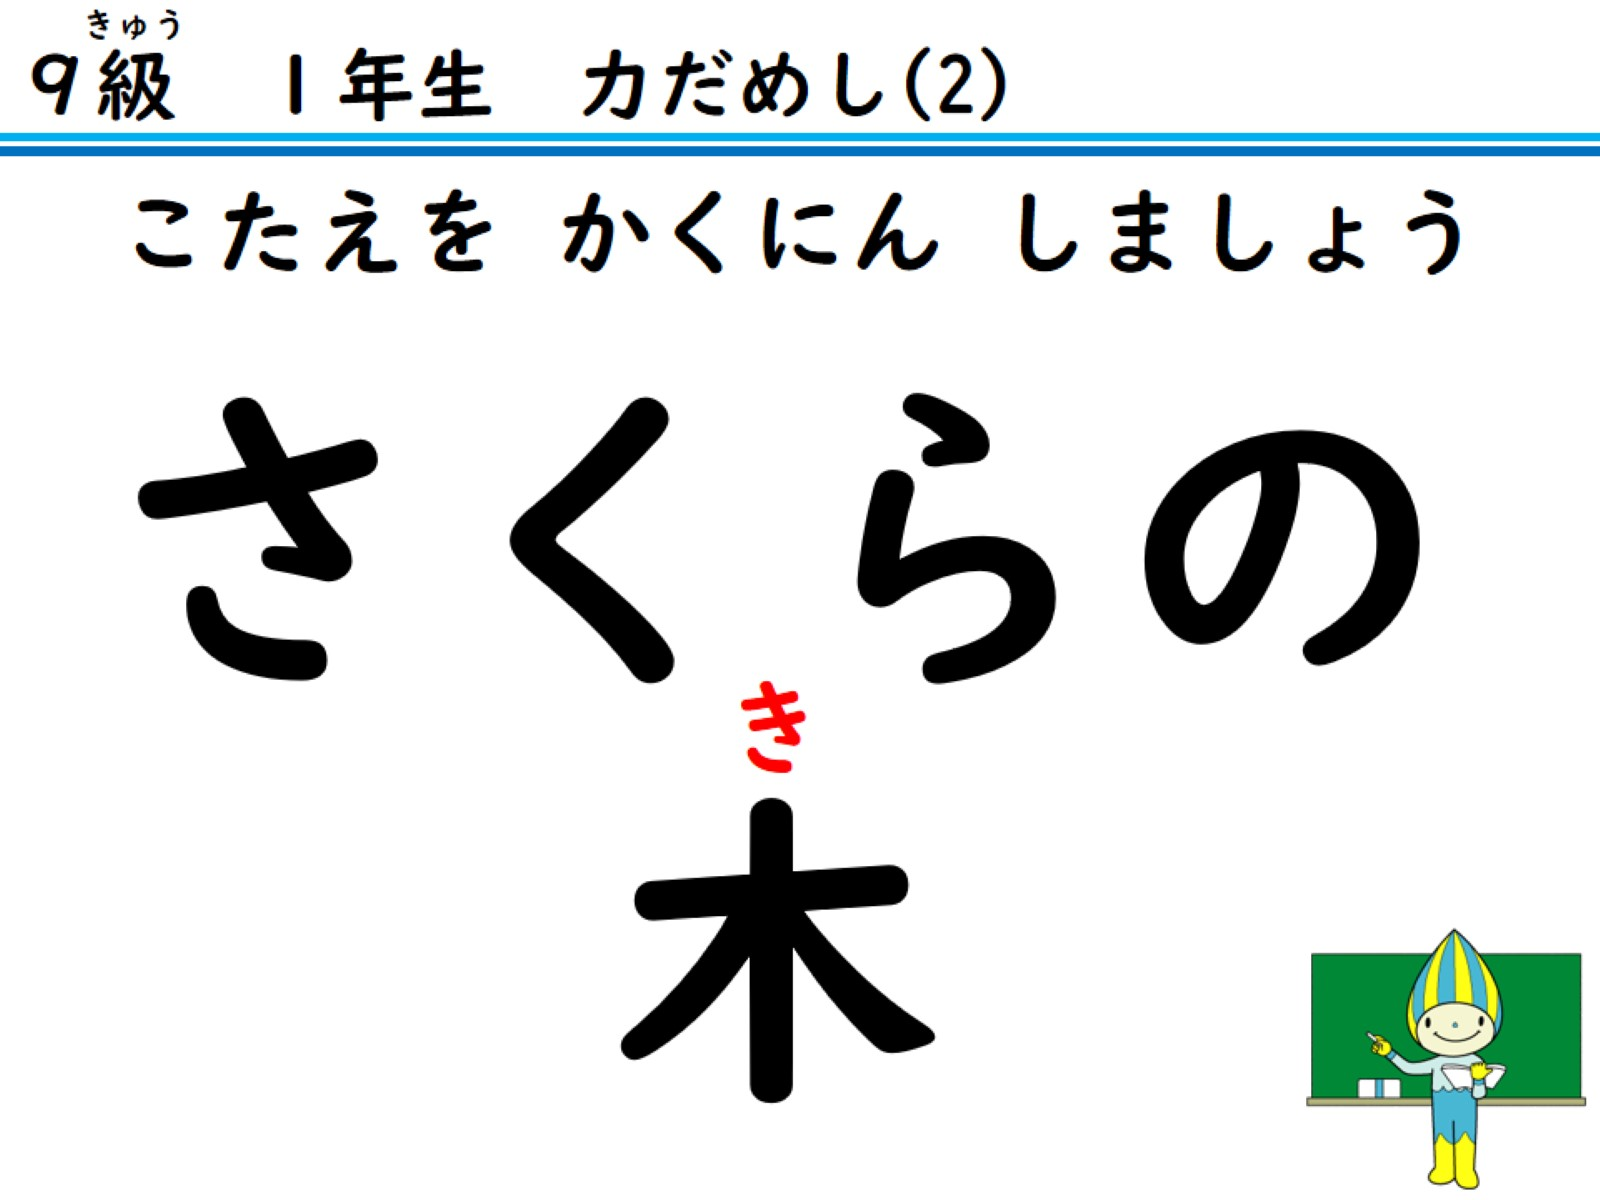 きゅう
９級　１年生　力だめし(2)
こたえを かくにん しましょう
さくらの
き
木